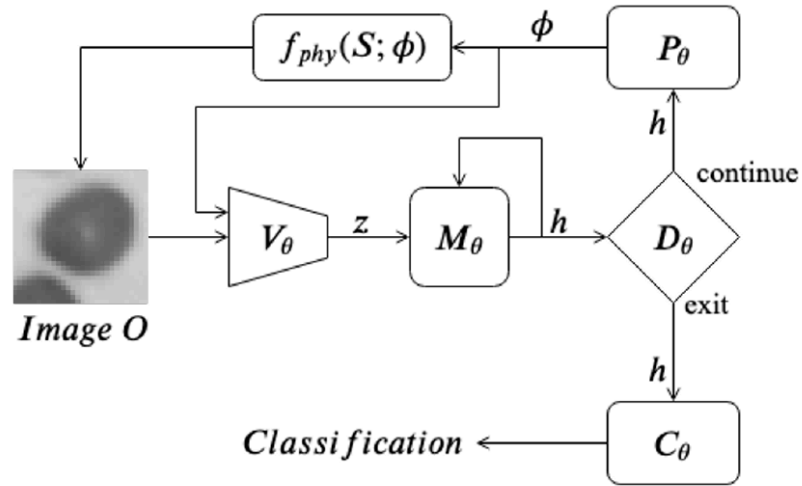 f_phy(S; ϕ)
ϕ
P_θ
h
continue
V_θ
z
M_θ
h
D_θ
Image O
exit
h
Classification
C_θ